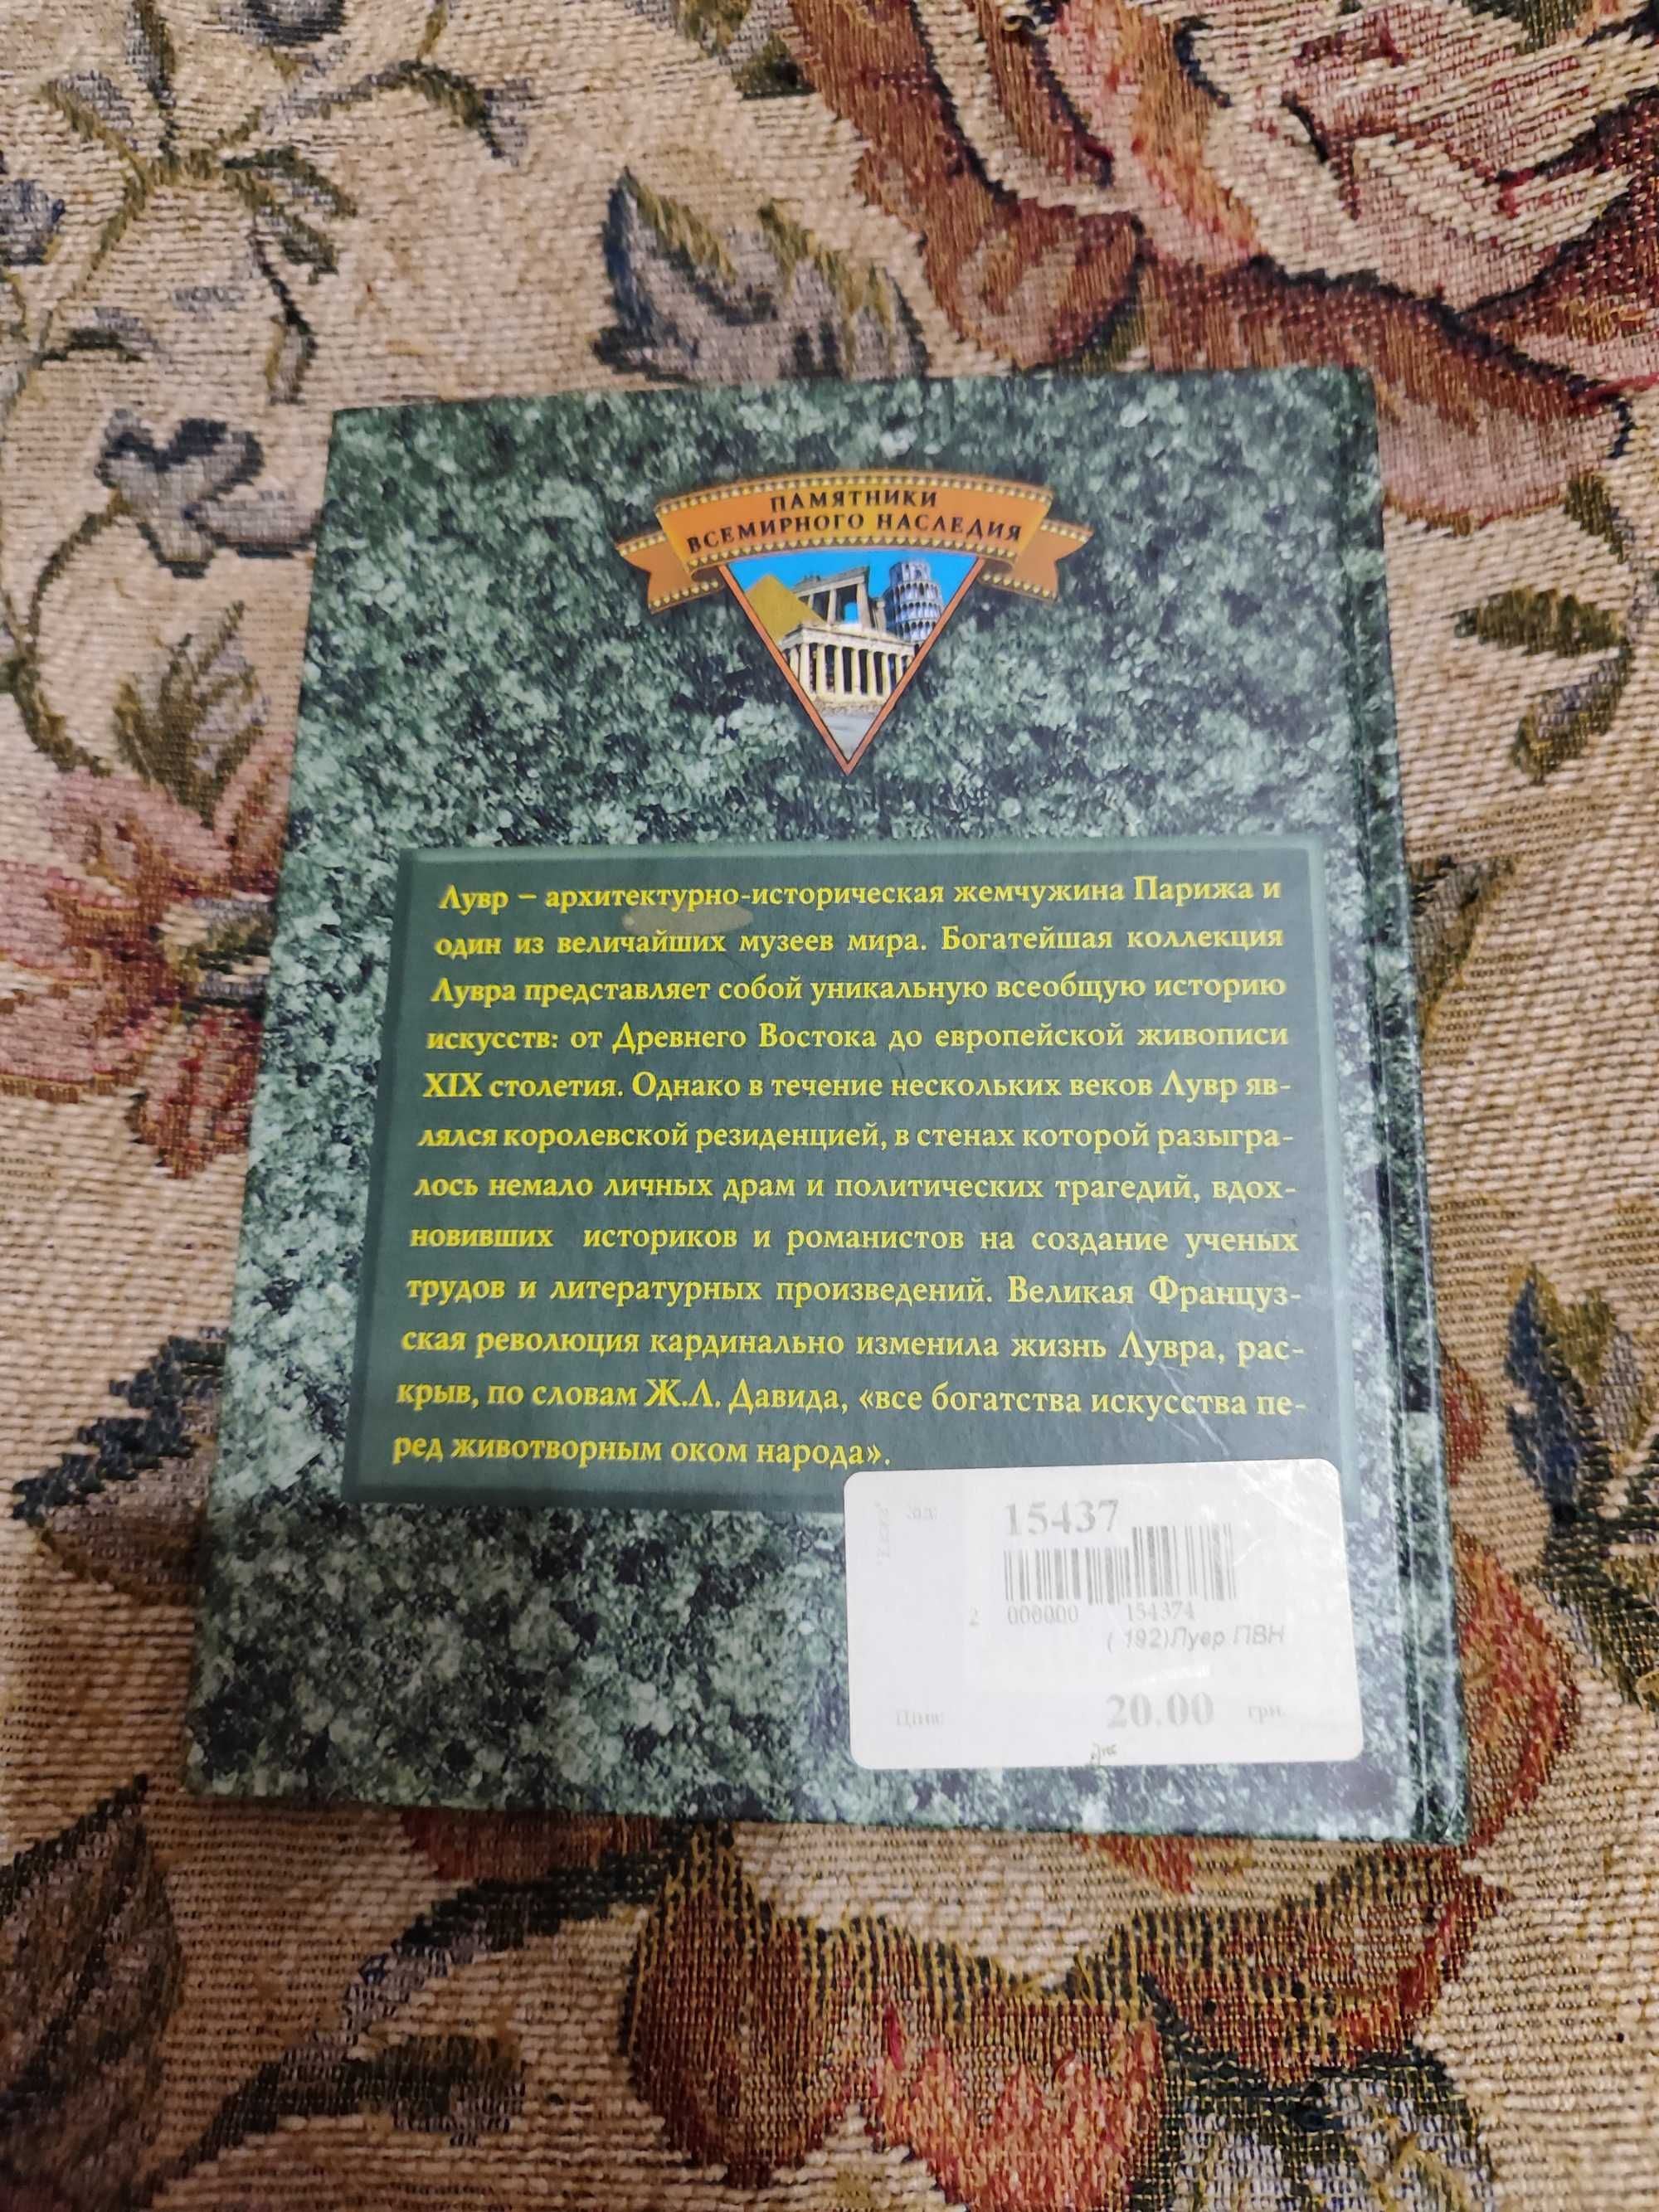 ПАМЯТНИКИ
ВСЕМИРНОГО НАСЛЕДИЯ
Лувр – архитектурно-историческая жемчужина Парижа и
один из величайших музеев мира. Богатейшая коллекция
Лувра представляет собой уникальную всеобщую историю
искусств: от Древнего Востока до европейской живописи
XIX столетия. Однако в течение нескольких веков Лувр яв-
лялся королевской резиденцией, в стенах которой разыгра-
лось немало личных драм и политических трагедий, вдох-
новивших историков и романистов на создание ученых
трудов и литературных произведений. Великая Француз-
ская революция кардинально изменила жизнь Лувра, рас-
крыв, по словам Ж.Л. Давида, «все богатства искусства пе-
ред животворным оком народа».
15437
2 000000 154374
( 192)Лувр ПВН
Ціна: 20.00 грн.